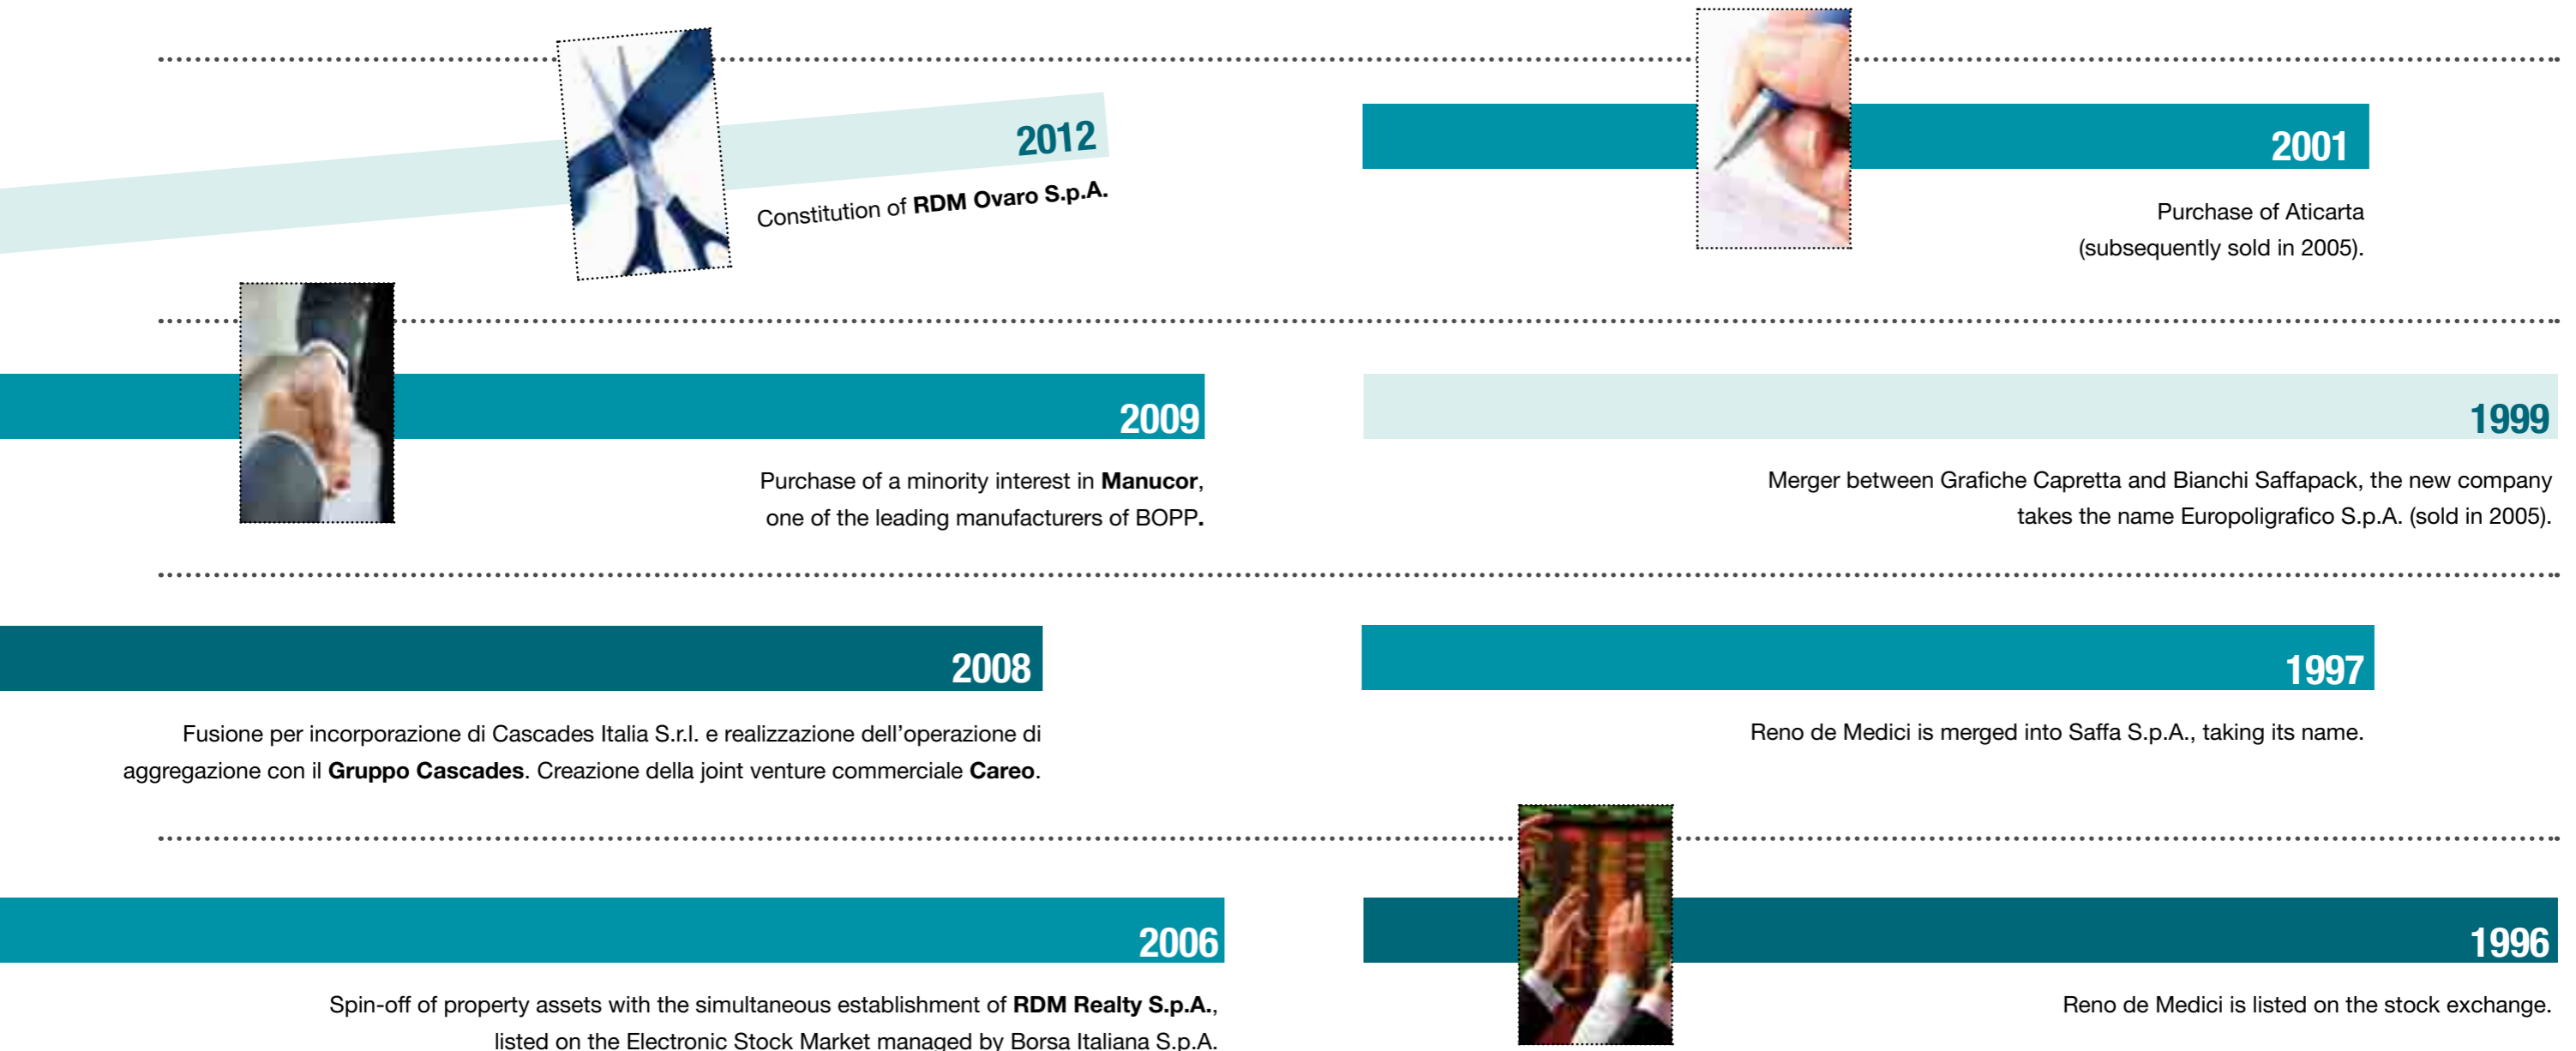 2012
Constitution of RDM Ovaro S.p.A.
2009
Purchase of a minority interest in Manucor,
one of the leading manufacturers of BOPP.
2008
Fusione per incorporazione di Cascades Italia S.r.l. e realizzazione dell’operazione di
aggregazione con il Gruppo Cascades. Creazione della joint venture commerciale Careo.
2006
Spin-off of property assets with the simultaneous establishment of RDM Realty S.p.A.,
listed on the Electronic Stock Market managed by Borsa Italiana S.p.A.
2001
Purchase of Aticarta
(subsequently sold in 2005).
1999
Merger between Grafiche Capretta and Bianchi Saffapack, the new company
takes the name Europoligrafico S.p.A. (sold in 2005).
1997
Reno de Medici is merged into Saffa S.p.A., taking its name.
1996
Reno de Medici is listed on the stock exchange.